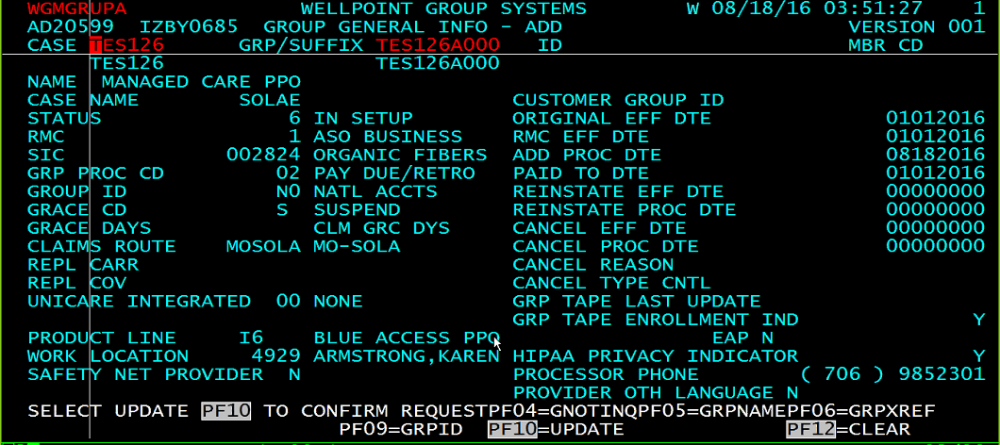 WGMGRUPA WELLPOINT GROUP SYSTEMS W 08/18/16 03:51:27 1
AD20599 IZBY0685 GROUP GENERAL INFO - ADD VERSION 001
CASE TES126 GRP/SUFFIX TES126A000 ID MBR CD
TES126 TES126A000
NAME MANAGED CARE PPO
CASE NAME SOLAE CUSTOMER GROUP ID
STATUS 6 IN SETUP ORIGINAL EFF DTE 01012016
RMC 1 ASO BUSINESS RMC EFF DTE 01012016
SIC 002824 ORGANIC FIBERS ADD PROC DTE 08182016
GRP PROC CD 02 PAY DUE/RETRO PAID TO DTE 01012016
GROUP ID N0 NATL ACCTS REINSTATE EFF DTE 00000000
GRACE CD S SUSPEND REINSTATE PROC DTE 00000000
GRACE DAYS CLM GRC DYS CANCEL EFF DTE 00000000
CLAIMS ROUTE MOSOLA MO-SOLA CANCEL PROC DTE 00000000
REPL CARR CANCEL REASON
REPL COV CANCEL TYPE CNTL
UNICARE INTEGRATED 00 NONE GRP TAPE LAST UPDATE
GRP TAPE ENROLLMENT IND Y
PRODUCT LINE I6 BLUE ACCESS PPO EAP N
WORK LOCATION 4929 ARMSTRONG,KAREN HIPAA PRIVACY INDICATOR Y
SAFETY NET PROVIDER N PROCESSOR PHONE ( 706 ) 9852301
PROVIDER OTH LANGUAGE N
SELECT UPDATE PF10 TO CONFIRM REQUESTPF04=GNOTINQPF05=GRPNAMEPF06=GRPXREF
PF09=GRPID PF10=UPDATE PF12=CLEAR